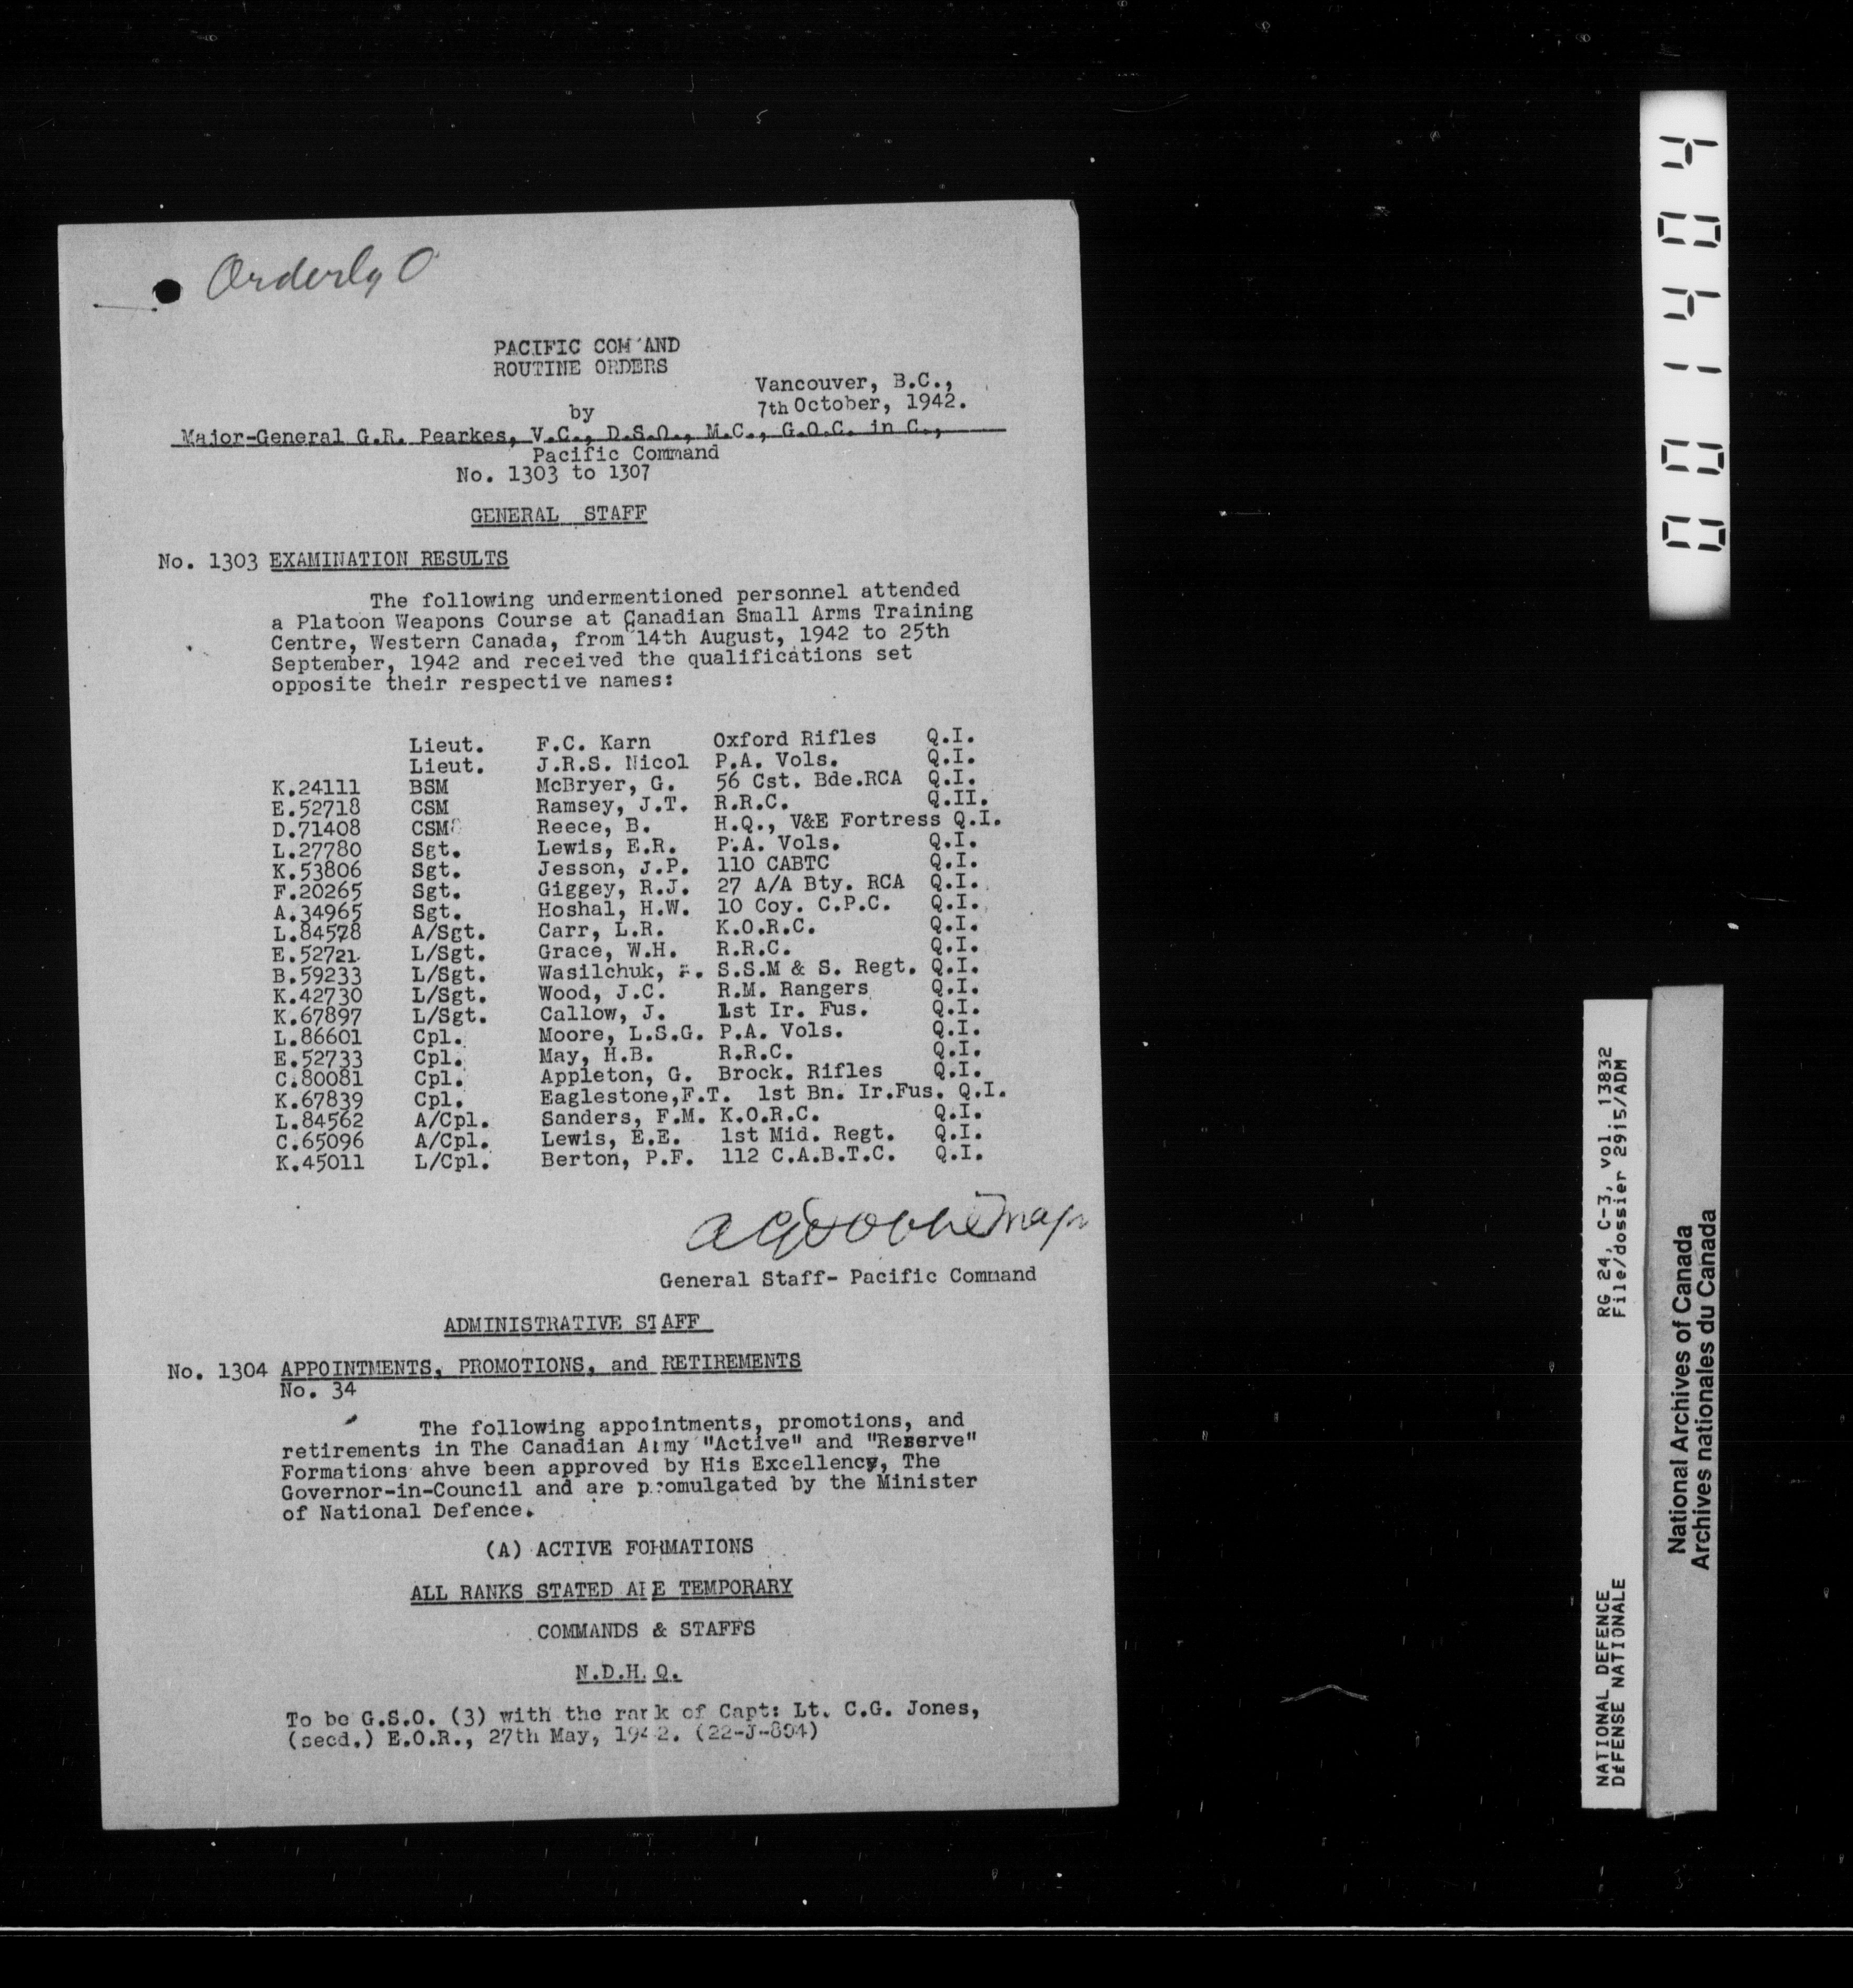 Orderly O
PACIFIC COM'AND
ROUTINE ORDERS
Vancouver, B.C.,
7th October, 1942.
by
Major-General G.R. Pearkes, V.C., D.S.O., M.C., G.O.C. in C.,
Pacific Command
No. 1303 to 1307
GENERAL STAFF
No. 1303 EXAMINATION RESULTS
The following undermentioned personnel attended
a Platoon Weapons Course at Canadian Small Arms Training
Centre, Western Canada, from 14th August, 1942 to 25th
September, 1942 and received the qualifications set
opposite their respective names:
Lieut. F.C. Karn Oxford Rifles Q.I.
Lieut. J.R.S. Nicol P.A. Vols. Q.I.
K.24111 BSM McBryer, G. 56 Cst. Bde.RCA Q.I.
E.52718 CSM Ramsey, J.T. R.R.C. Q.II.
D.71408 CSM Reece, B. H.Q., V&E Fortress Q.I.
L.27780 Sgt. Lewis, E.R. P.A. Vols. Q.I.
K.53806 Sgt. Jesson, J.P. 110 CABTC Q.I.
F.20265 Sgt. Giggey, R.J. 27 A/A Bty. RCA Q.I.
A.34965 Sgt. Hoshal, H.W. 10 Coy. C.P.C. Q.I.
L.84578 A/Sgt. Carr, L.R. K.O.R.C. Q.I.
E.52721 L/Sgt. Grace, W.H. R.R.C. Q.I.
B.59233 L/Sgt. Wasilchuk, S.S.M & S. Regt. Q.I.
K.42730 L/Sgt. Wood, J.C. R.M. Rangers Q.I.
K.67897 L/Sgt. Callow, J. 1st Ir. Fus. Q.I.
L.86601 Cpl. Moore, L.S.G. P.A. Vols. Q.I.
E.52733 Cpl. May, H.B. R.R.C. Q.I.
C.80081 Cpl. Appleton, G. Brock. Rifles Q.I.
K.67839 Cpl. Eaglestone,F.T. 1st Bn. Ir.Fus. Q.I.
L.84562 A/Cpl. Sanders, F.M. K.O.R.C. Q.I.
C.65096 A/Cpl. Lewis, E.E. 1st Mid. Regt. Q.I.
K.45011 L/Cpl. Berton, P.F. 112 C.A.B.T.C. Q.I.
General Staff- Pacific Command
ADMINISTRATIVE STAFF
No. 1304 APPOINTMENTS, PROMOTIONS, and RETIREMENTS
No. 34
The following appointments, promotions, and
retirements in The Canadian Army "Active" and "Reserve"
Formations ahve been approved by His Excellency, The
Governor-in-Council and are promulgated by the Minister
of National Defence.
(A) ACTIVE FORMATIONS
ALL RANKS STATED ARE TEMPORARY
COMMANDS & STAFFS
N.D.H.Q.
To be G.S.O. (3) with the rank of Capt: Lt. C.G. Jones,
(secd.) E.O.R., 27th May, 1942. (22-J-804)
001404
RG 24, C-3, vol. 13832
File/dossier 2915/ADM
NATIONAL DEFENCE
DéFENSE NATIONALE
National Archives of Canada
Archives nationales du Canada